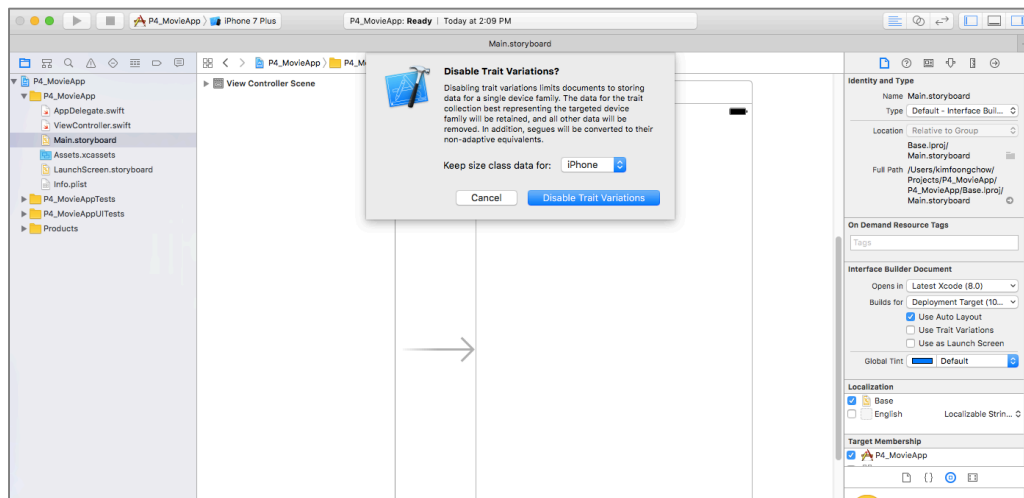 P4_MovieApp
iPhone 7 Plus
P4_MovieApp: Ready
Today at 2:09 PM
Main.storyboard
P4_MovieApp
P4_MovieApp
AppDelegate.swift
ViewController.swift
Main.storyboard
Assets.xcassets
LaunchScreen.storyboard
Info.plist
P4_MovieAppTests
P4_MovieAppUITests
Products
P4_MovieApp
P4_M
View Controller Scene
Disable Trait Variations?
Disabling trait variations limits documents to storing
data for a single device family. The data for the trait
collection best representing the targeted device
family will be retained, and all other data will be
removed. In addition, segues will be converted to their
non-adaptive equivalents.
Keep size class data for: iPhone
Cancel
Disable Trait Variations
Identity and Type
Name Main.storyboard
Type Default - Interface Buil...
Location Relative to Group
Base.lproj/
Main.storyboard
Full Path /Users/kimfoongchow/
Projects/P4_MovieApp/
P4_MovieApp/Base.lproj/
Main.storyboard
On Demand Resource Tags
Tags
Interface Builder Document
Opens in Latest Xcode (8.0)
Builds for Deployment Target (10...
Use Auto Layout
Use Trait Variations
Use as Launch Screen
Global Tint Default
Localization
Base
English Localizable Strin...
Target Membership
P4_MovieApp